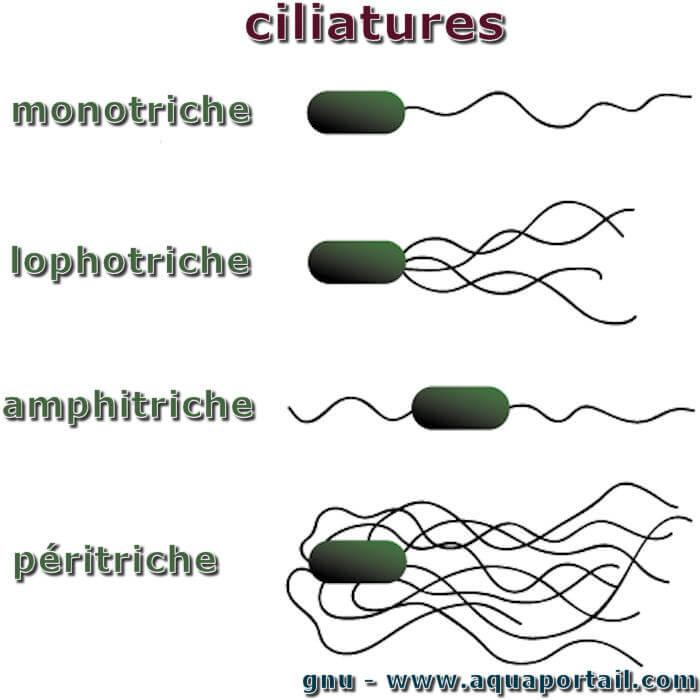 ciliatures
monotriche
lophotriche
amphitriche
péritriche
gnu - www.aquaportail.com